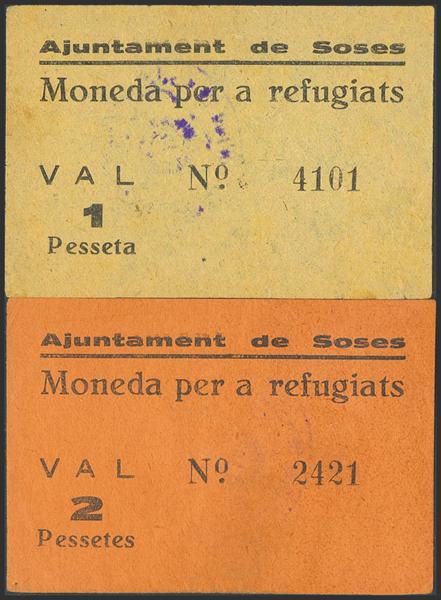 Ajuntament de Soses
Moneda per a refugiats
VAL Nº 4101
1
Pesseta
Ajuntament de Soses
Moneda per a refugiats
VAL Nº 2421
2
Pessetes